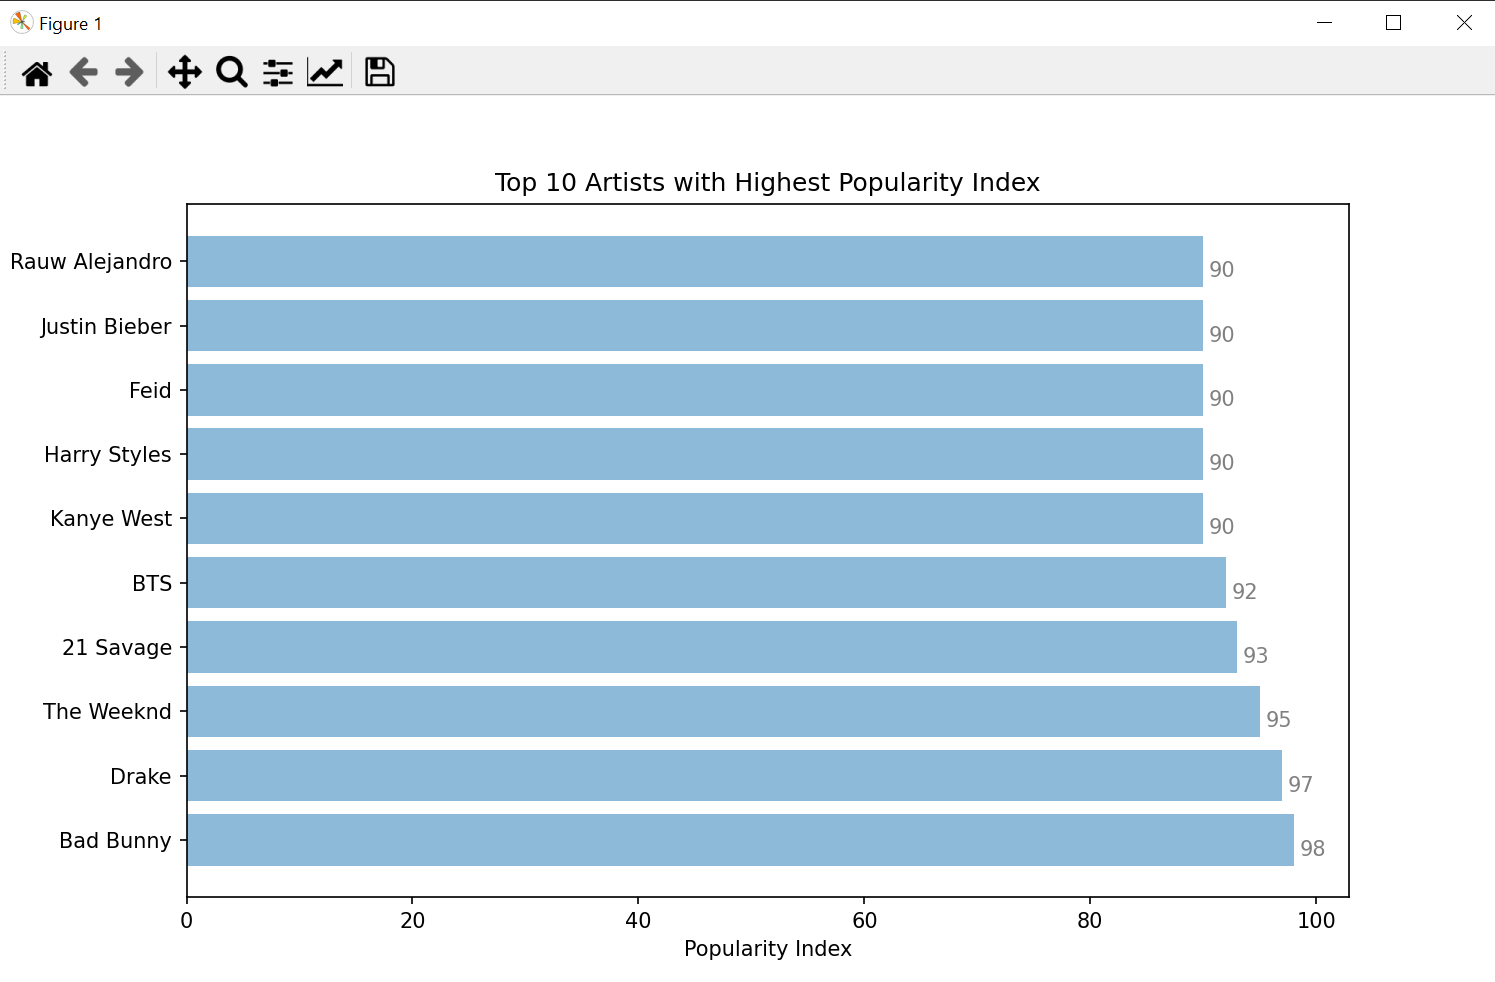 Figure 1
Top 10 Artists with Highest Popularity Index
Rauw Alejandro 90
Justin Bieber 90
Feid 90
Harry Styles 90
Kanye West 90
BTS 92
21 Savage 93
The Weeknd 95
Drake 97
Bad Bunny 98
0 20 40 60 80 100
Popularity Index